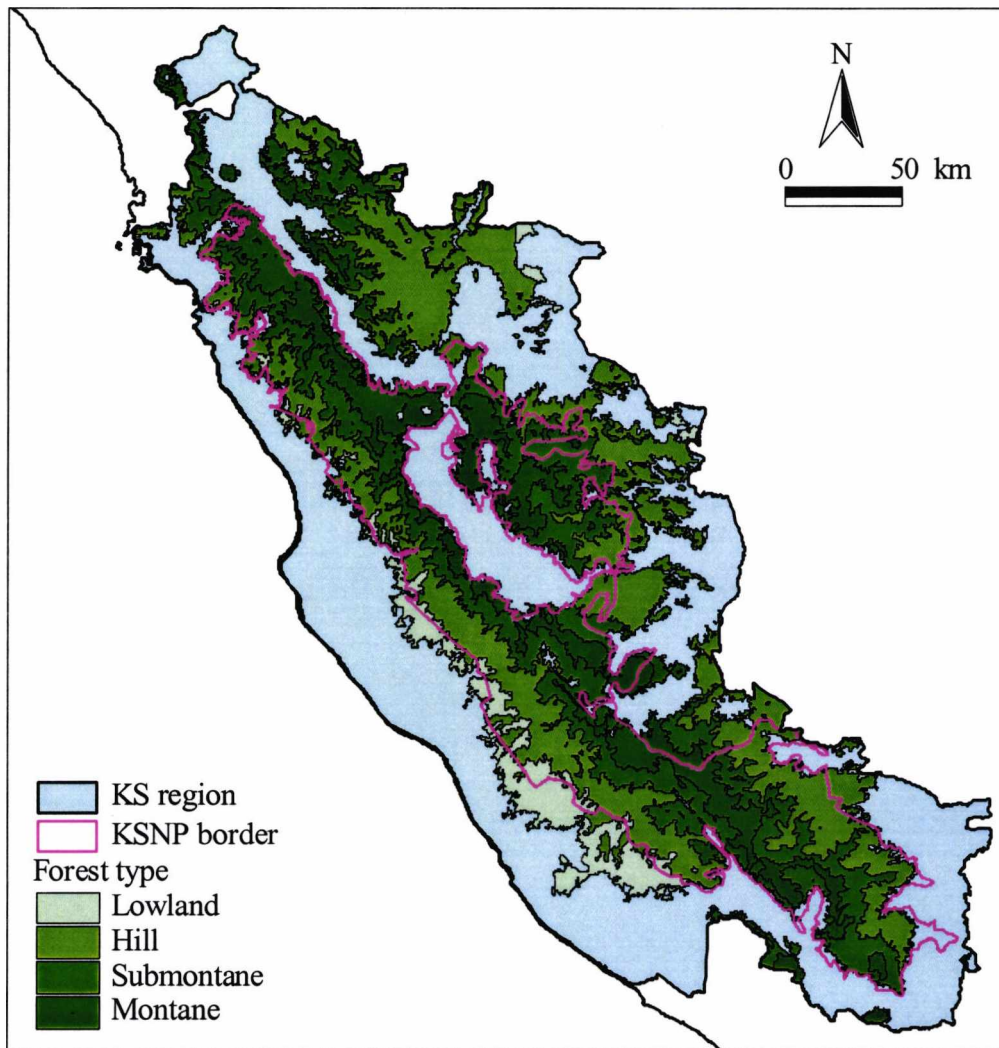 N
0 50 km
KS region
KSNP border
Forest type
Lowland
Hill
Submontane
Montane